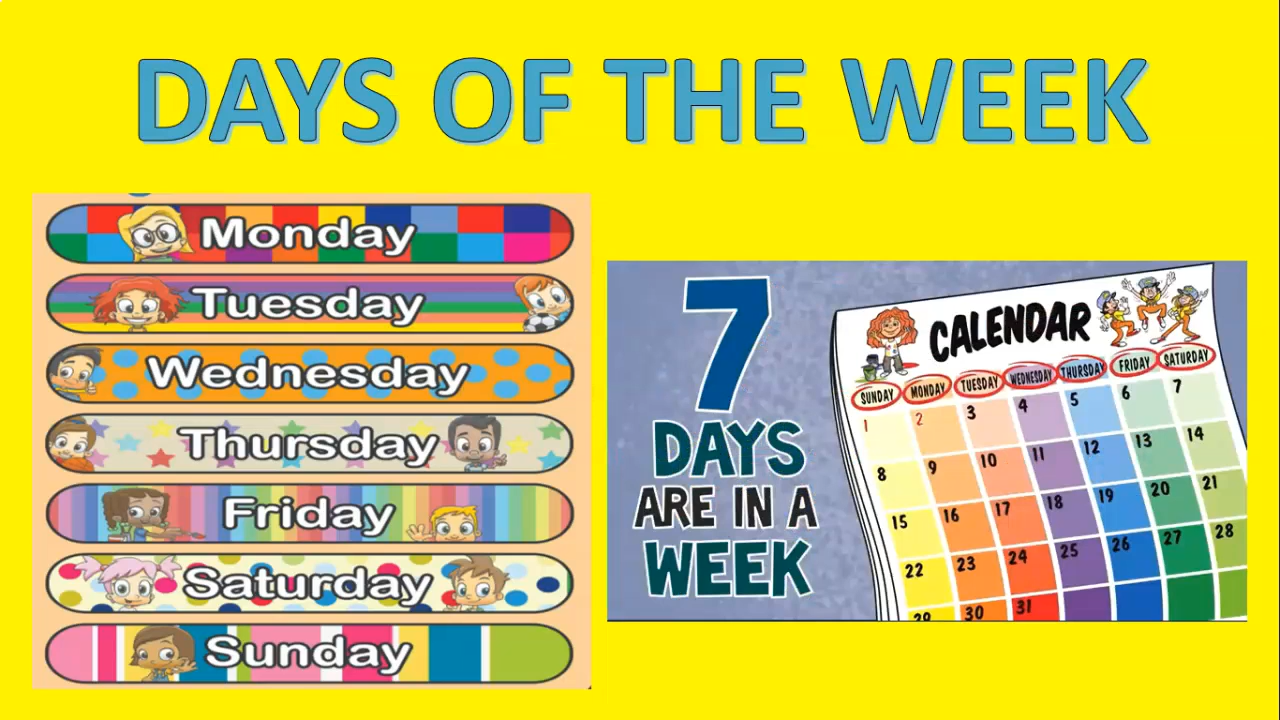 DAYS OF THE WEEK
Monday
Tuesday
Wednesday
Thursday
Friday
Saturday
Sunday
7
DAYS
ARE IN A
WEEK
CALENDAR
SUNDAY MONDAY TUESDAY WEDNESDAY THURSDAY FRIDAY SATURDAY
1 2 3 4 5 6 7
8 9 10 11 12 13 14
15 16 17 18 19 20 21
22 23 24 25 26 27 28
29 30 31